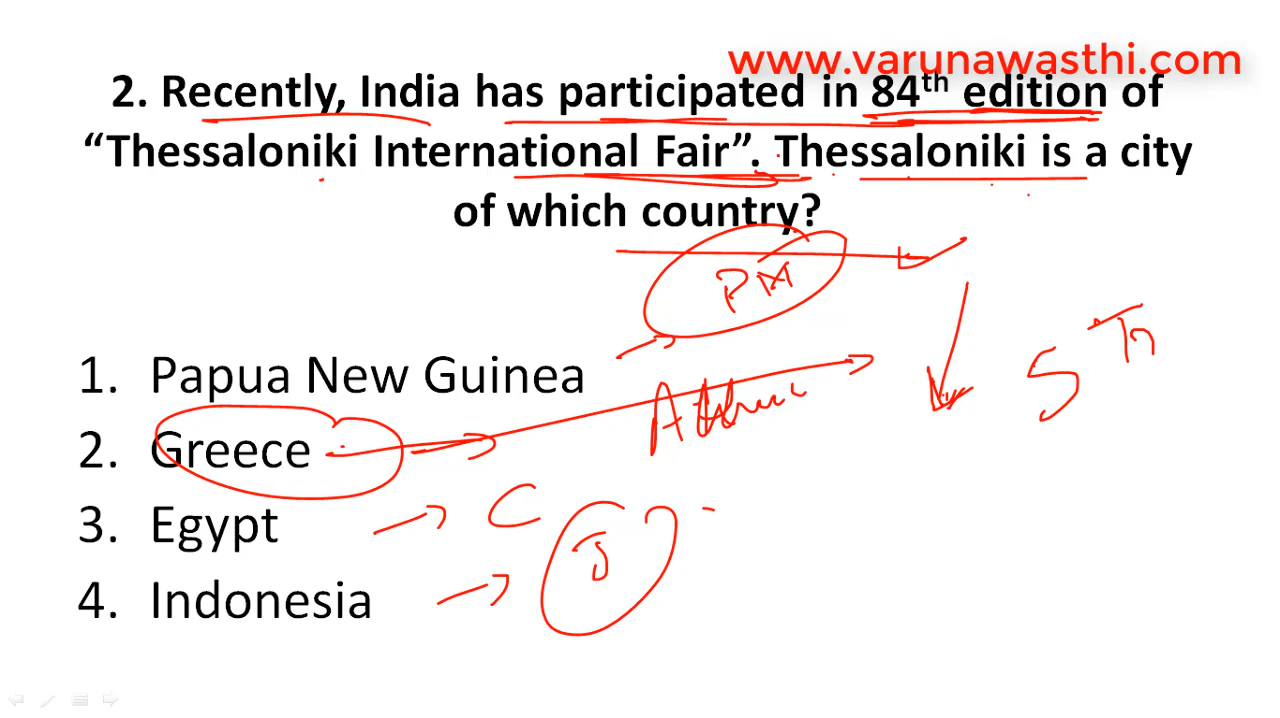 www.varunawasthi.com
2. Recently, India has participated in 84th edition of
“Thessaloniki International Fair”. Thessaloniki is a city
of which country?
PM
1. Papua New Guinea
2. Greece
3. Egypt
C
4. Indonesia
J